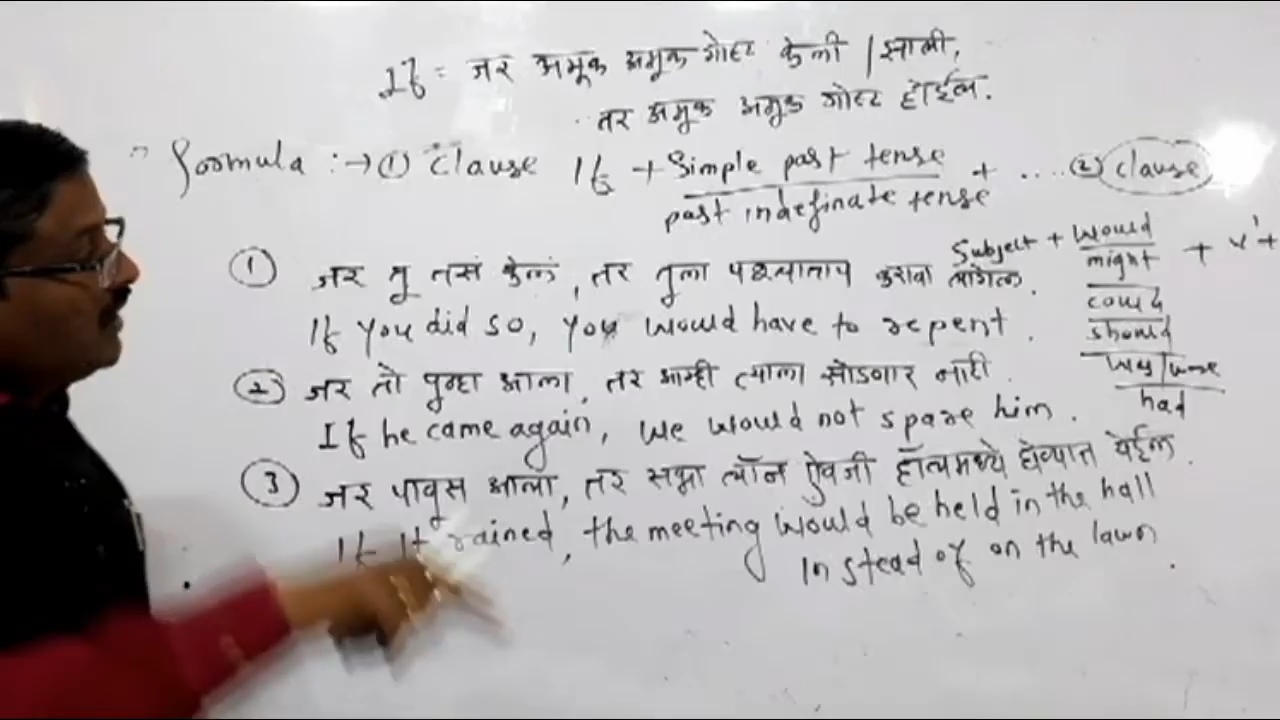 If = जर अमूक अमूक गोष्ट केली / झाली,
तर अमूक अमूक गोष्ट होईल.
Formula :→ ① Clause If + Simple past tense + .... ② clause
past indefinate tense
Subject + would + v¹ +
might
could
should
was/were
had
① जर तू तसं केलं, तर तुला पश्चाताप करावा लागेल.
If you did so, you would have to repent.
② जर तो पुन्हा आला, तर आम्ही त्याला सोडणार नाही.
If he came again, we would not spare him.
③ जर पावूस आला, तर सभा लॉन ऐवजी हॉलमध्ये घेण्यात येईल.
If It rained, the meeting would be held in the hall
In stead of on the lawn.